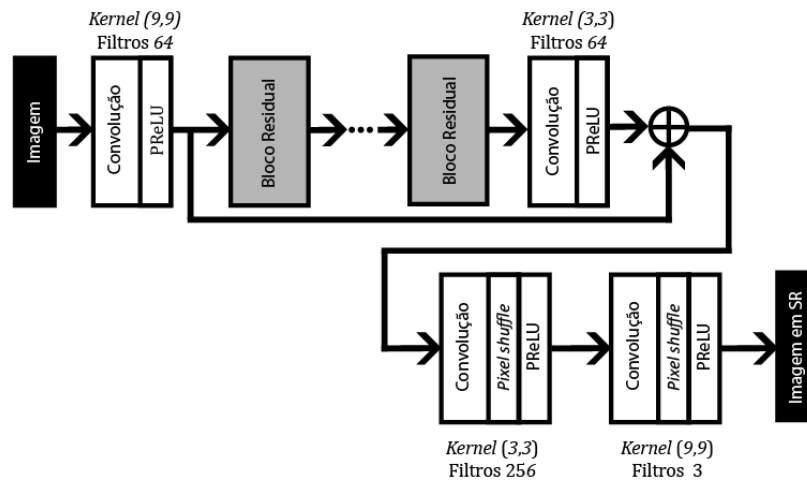 Kernel (9,9)
Filtros 64
Kernel (3,3)
Filtros 64
Imagem
Convolução
PReLU
Bloco Residual
Bloco Residual
Convolução
PReLU
Convolução
Pixel shuffle
PReLU
Convolução
Pixel shuffle
PReLU
Imagem em SR
Kernel (3,3)
Filtros 256
Kernel (9,9)
Filtros 3